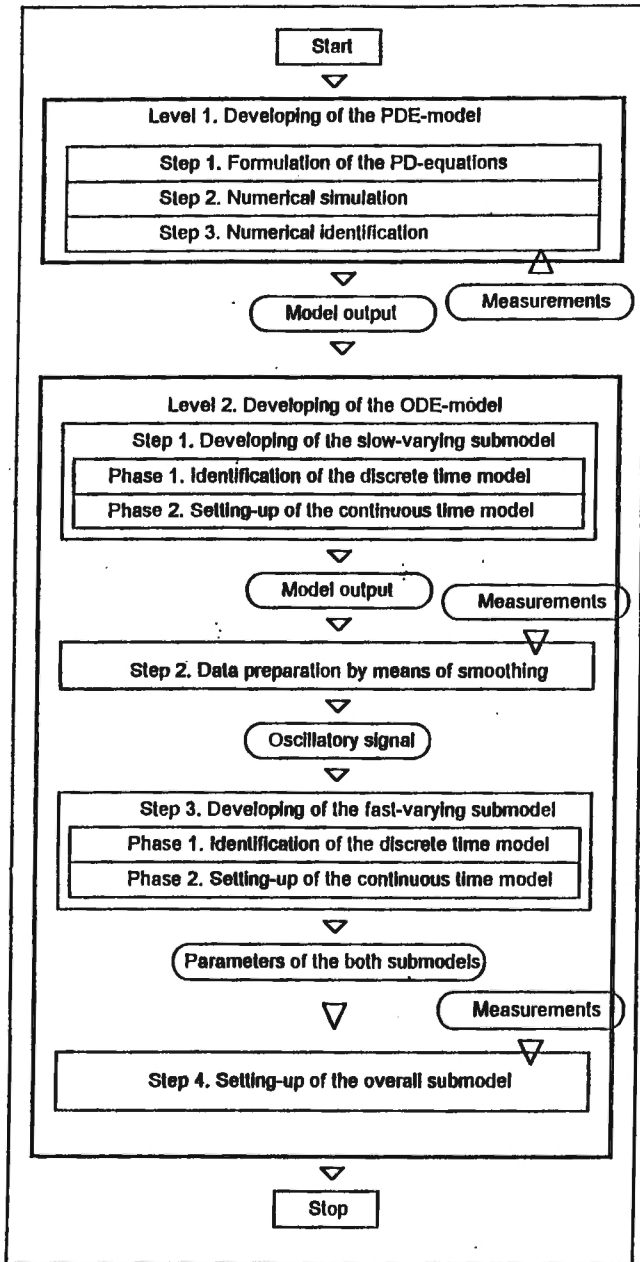 Start
Level 1. Developing of the PDE-model
Step 1. Formulation of the PD-equations
Step 2. Numerical simulation
Step 3. Numerical identification
Measurements
Model output
Level 2. Developing of the ODE-model
Step 1. Developing of the slow-varying submodel
Phase 1. Identification of the discrete time model
Phase 2. Setting-up of the continuous time model
Model output
Measurements
Step 2. Data preparation by means of smoothing
Oscillatory signal
Step 3. Developing of the fast-varying submodel
Phase 1. Identification of the discrete time model
Phase 2. Setting-up of the continuous time model
Parameters of the both submodels
Measurements
Step 4. Setting-up of the overall submodel
Stop